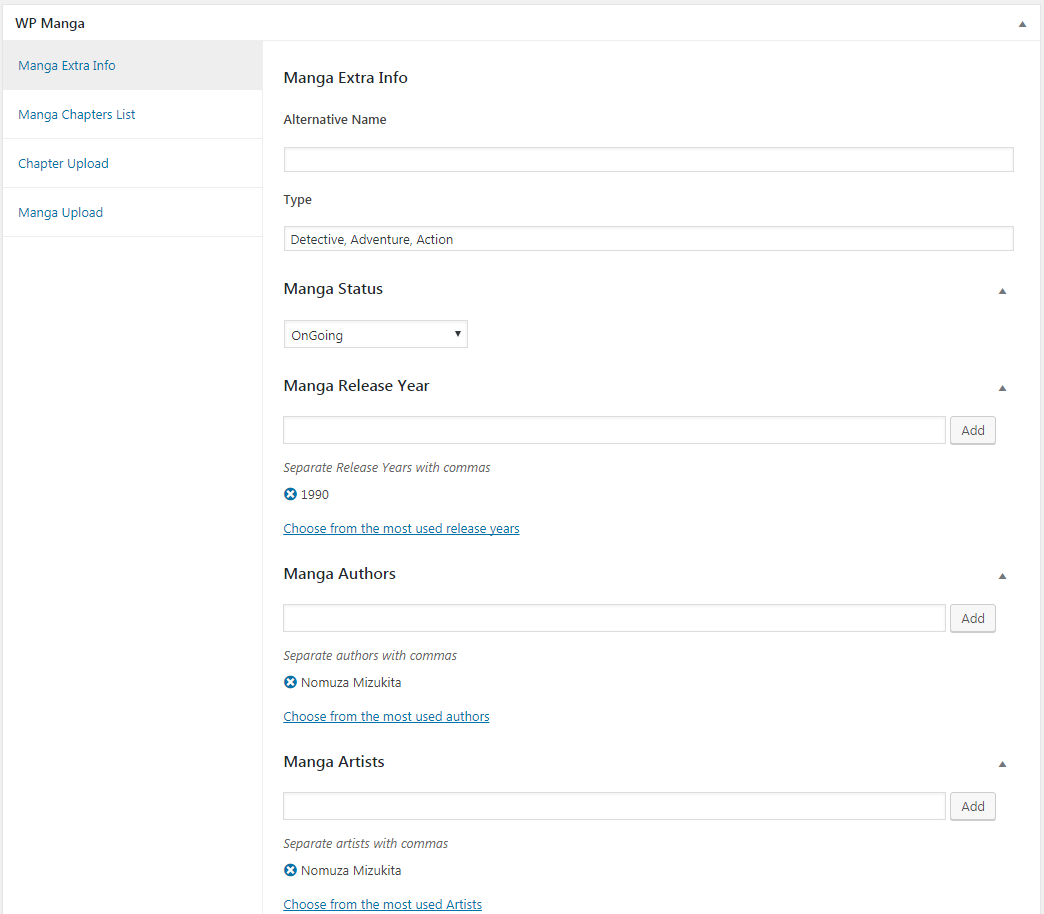 WP Manga
Manga Extra Info
Manga Chapters List
Chapter Upload
Manga Upload
Manga Extra Info
Alternative Name
Type
Detective, Adventure, Action
Manga Status
OnGoing
Manga Release Year
Add
Separate Release Years with commas
1990
Choose from the most used release years
Manga Authors
Add
Separate authors with commas
Nomuza Mizukita
Choose from the most used authors
Manga Artists
Add
Separate artists with commas
Nomuza Mizukita
Choose from the most used Artists